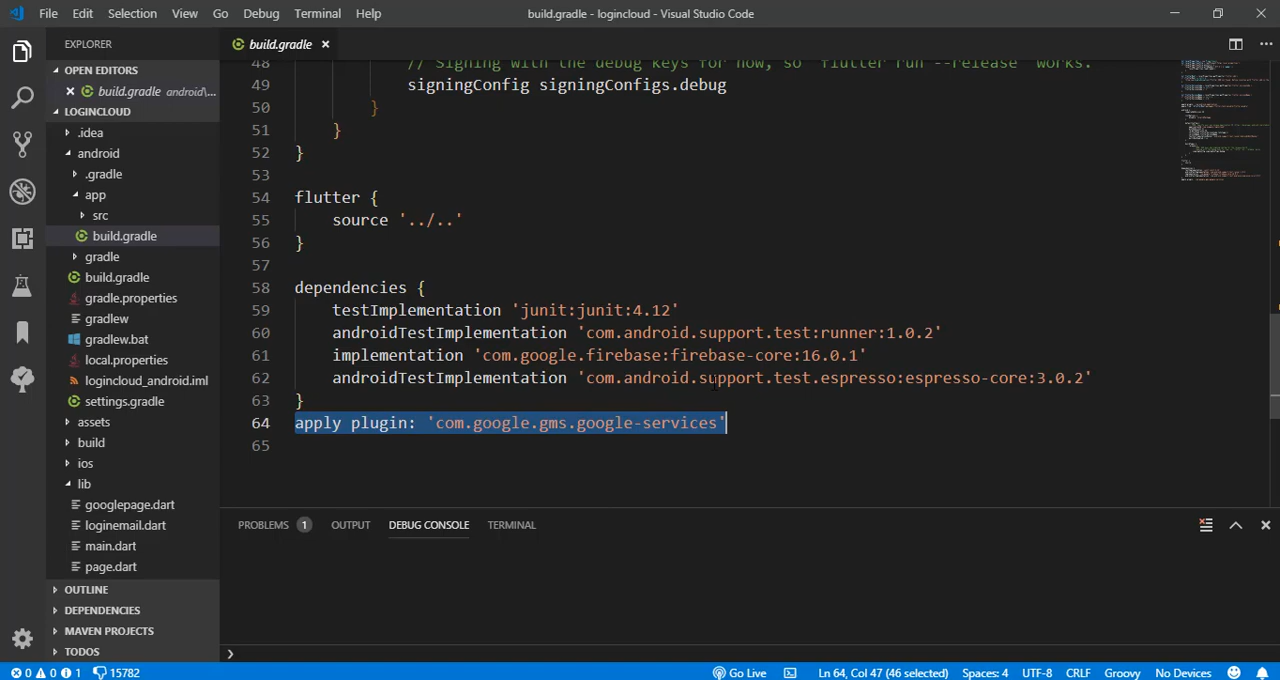 File Edit Selection View Go Debug Terminal Help
build.gradle - logincloud - Visual Studio Code
EXPLORER
OPEN EDITORS
build.gradle android\...
LOGINCLOUD
.idea
android
.gradle
app
src
build.gradle
gradle
build.gradle
gradle.properties
gradlew
gradlew.bat
local.properties
logincloud_android.iml
settings.gradle
assets
build
ios
lib
googlepage.dart
loginemail.dart
main.dart
page.dart
OUTLINE
DEPENDENCIES
MAVEN PROJECTS
TODOS
build.gradle
48 // Signing with the debug keys for now, so `flutter run --release` works.
49 signingConfig signingConfigs.debug
50 }
51 }
52 }
53
54 flutter {
55 source '../..'
56 }
57
58 dependencies {
59 testImplementation 'junit:junit:4.12'
60 androidTestImplementation 'com.android.support.test:runner:1.0.2'
61 implementation 'com.google.firebase:firebase-core:16.0.1'
62 androidTestImplementation 'com.android.support.test.espresso:espresso-core:3.0.2'
63 }
64 apply plugin: 'com.google.gms.google-services'
65
PROBLEMS 1 OUTPUT DEBUG CONSOLE TERMINAL
0 0 1 15782 Go Live Ln 64, Col 47 (46 selected) Spaces: 4 UTF-8 CRLF Groovy No Devices